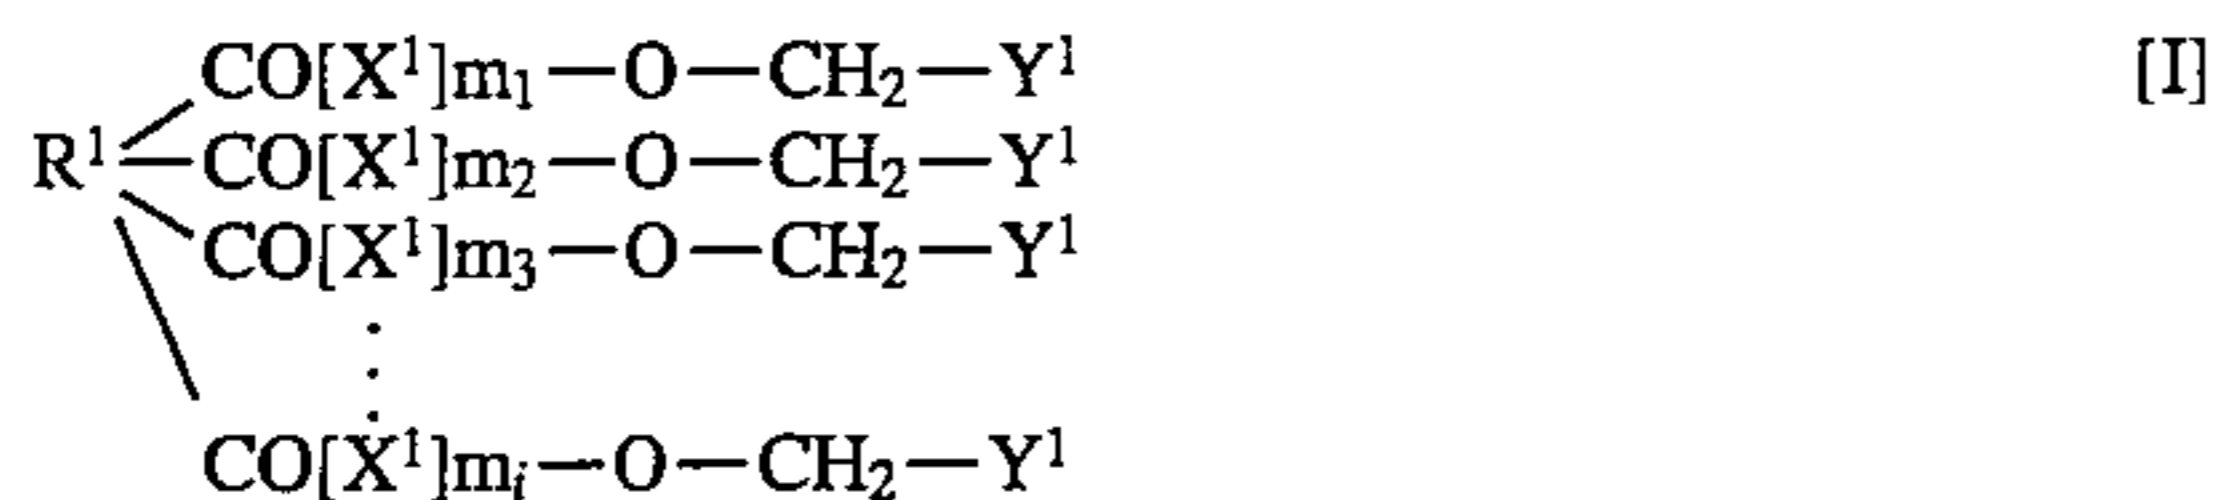 CO[X¹]m₁—O—CH₂—Y¹ [I]
R¹ CO[X¹]m₂—O—CH₂—Y¹
CO[X¹]m₃—O—CH₂—Y¹
CO[X¹]mᵢ—O—CH₂—Y¹